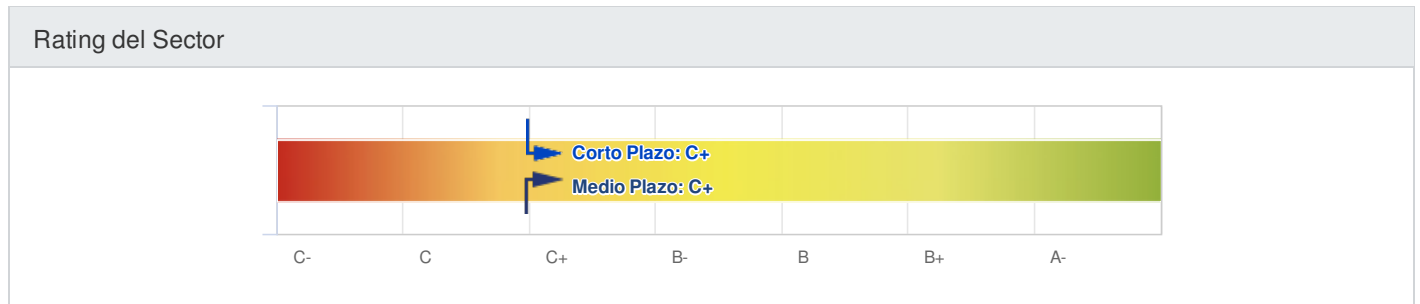 Rating del Sector
Corto Plazo: C+
Medio Plazo: C+
C- C C+ B- B B+ A-